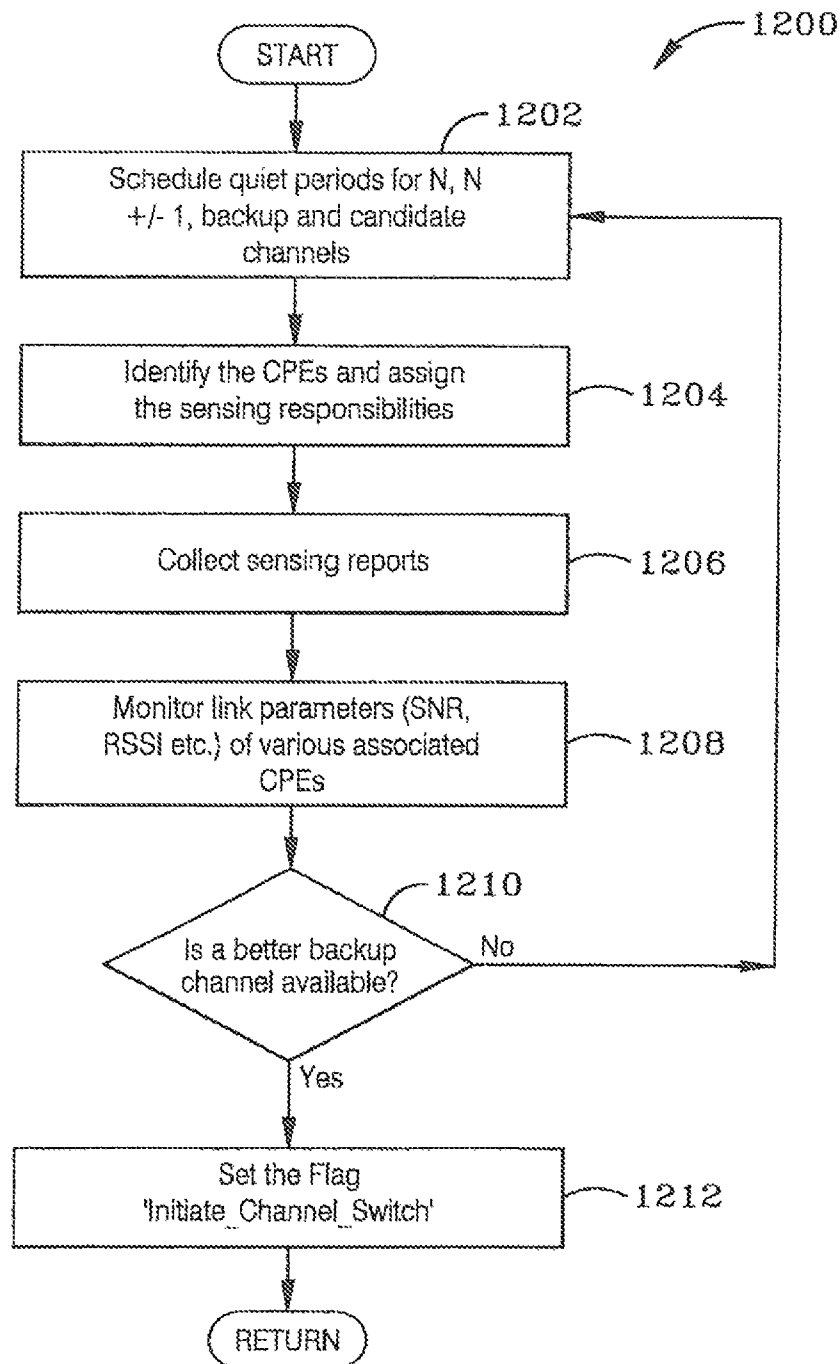 1200
START
1202
Schedule quiet periods for N, N
+/- 1, backup and candidate
channels
Identify the CPEs and assign
the sensing responsibilities
1204
Collect sensing reports
1206
Monitor link parameters (SNR,
RSSI etc.) of various associated
CPEs
1208
1210
Is a better backup
channel available?
No
Yes
Set the Flag
'Initiate_Channel_Switch'
1212
RETURN